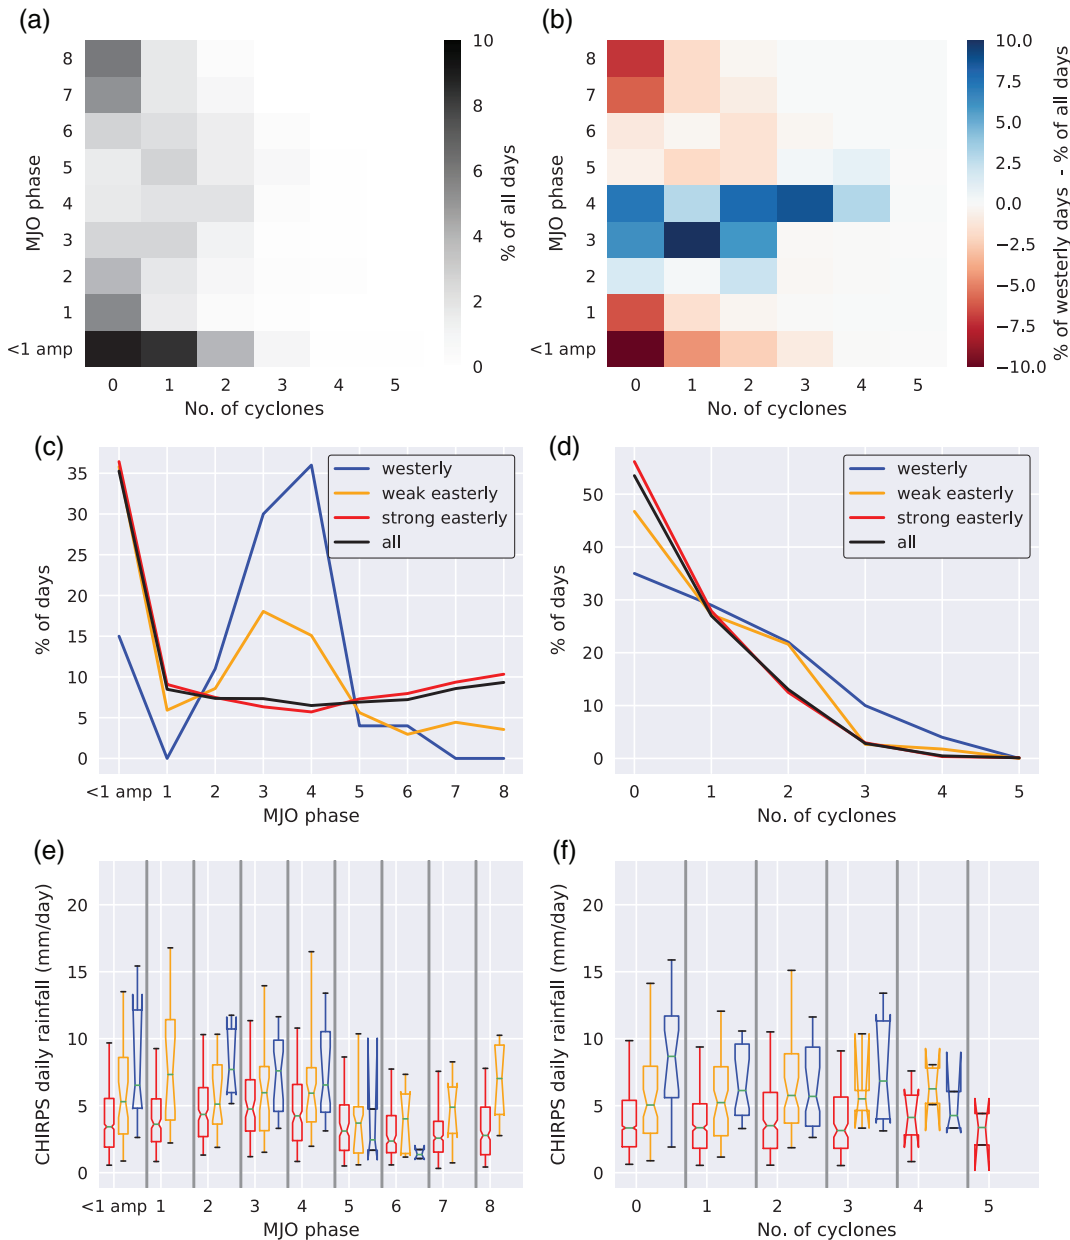 (a)
8
7
6
5
4
3
2
1
<1 amp
MJO phase
0 1 2 3 4 5
No. of cyclones
10
8
6
4
2
0
% of all days
(b)
8
7
6
5
4
3
2
1
<1 amp
MJO phase
0 1 2 3 4 5
No. of cyclones
10.0
7.5
5.0
2.5
0.0
−2.5
−5.0
−7.5
−10.0
% of westerly days - % of all days
(c)
35
30
25
20
15
10
5
0
% of days
westerly
weak easterly
strong easterly
all
<1 amp 1 2 3 4 5 6 7 8
MJO phase
(d)
50
40
30
20
10
0
% of days
westerly
weak easterly
strong easterly
all
0 1 2 3 4 5
No. of cyclones
(e)
20
15
10
5
0
CHIRPS daily rainfall (mm/day)
<1 amp 1 2 3 4 5 6 7 8
MJO phase
(f)
20
15
10
5
0
CHIRPS daily rainfall (mm/day)
0 1 2 3 4 5
No. of cyclones